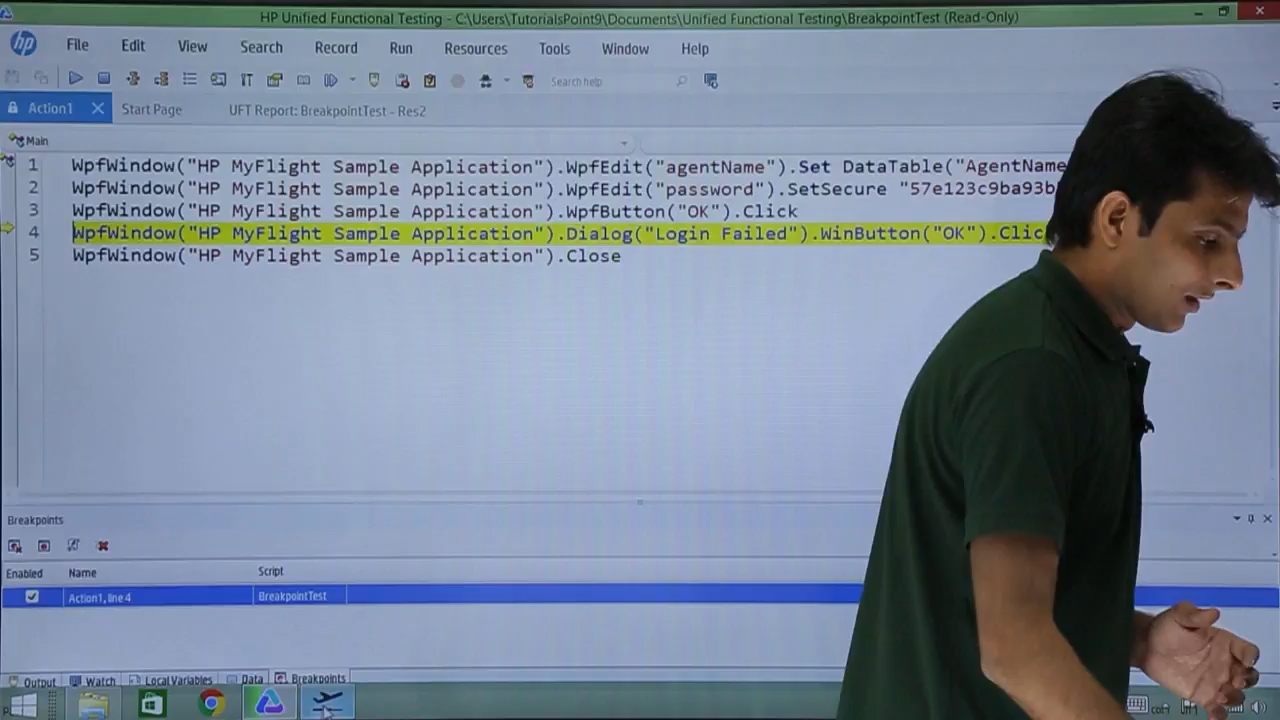 HP Unified Functional Testing - C:\Users\TutorialsPoint9\Documents\Unified Functional Testing\BreakpointTest (Read-Only)
hp File Edit View Search Record Run Resources Tools Window Help
Search help
Action1 Start Page UFT Report: BreakpointTest - Res2
Main
1 WpfWindow("HP MyFlight Sample Application").WpfEdit("agentName").Set DataTable("AgentName
2 WpfWindow("HP MyFlight Sample Application").WpfEdit("password").SetSecure "57e123c9ba93b
3 WpfWindow("HP MyFlight Sample Application").WpfButton("OK").Click
4 WpfWindow("HP MyFlight Sample Application").Dialog("Login Failed").WinButton("OK").Clic
5 WpfWindow("HP MyFlight Sample Application").Close
Breakpoints
Enabled Name Script
Action1, line 4 BreakpointTest
Output Watch Local Variables Data Breakpoints